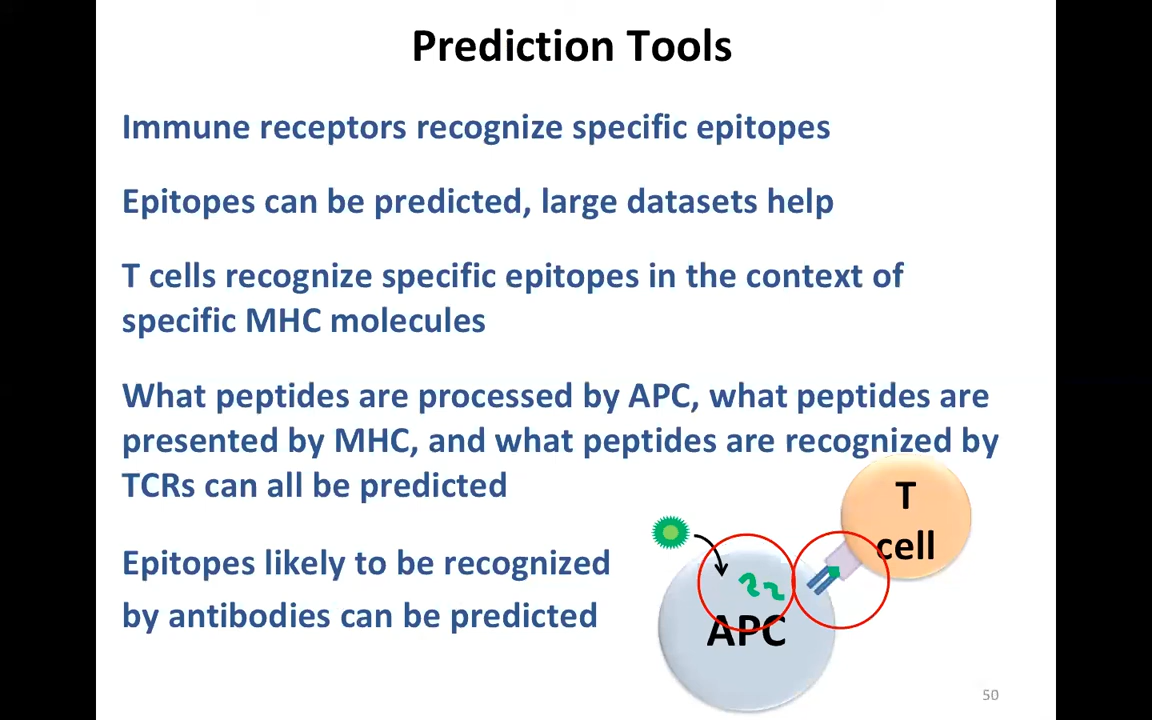 Prediction Tools
Immune receptors recognize specific epitopes
Epitopes can be predicted, large datasets help
T cells recognize specific epitopes in the context of
specific MHC molecules
What peptides are processed by APC, what peptides are
presented by MHC, and what peptides are recognized by
TCRs can all be predicted
Epitopes likely to be recognized
by antibodies can be predicted
T
cell
APC
50